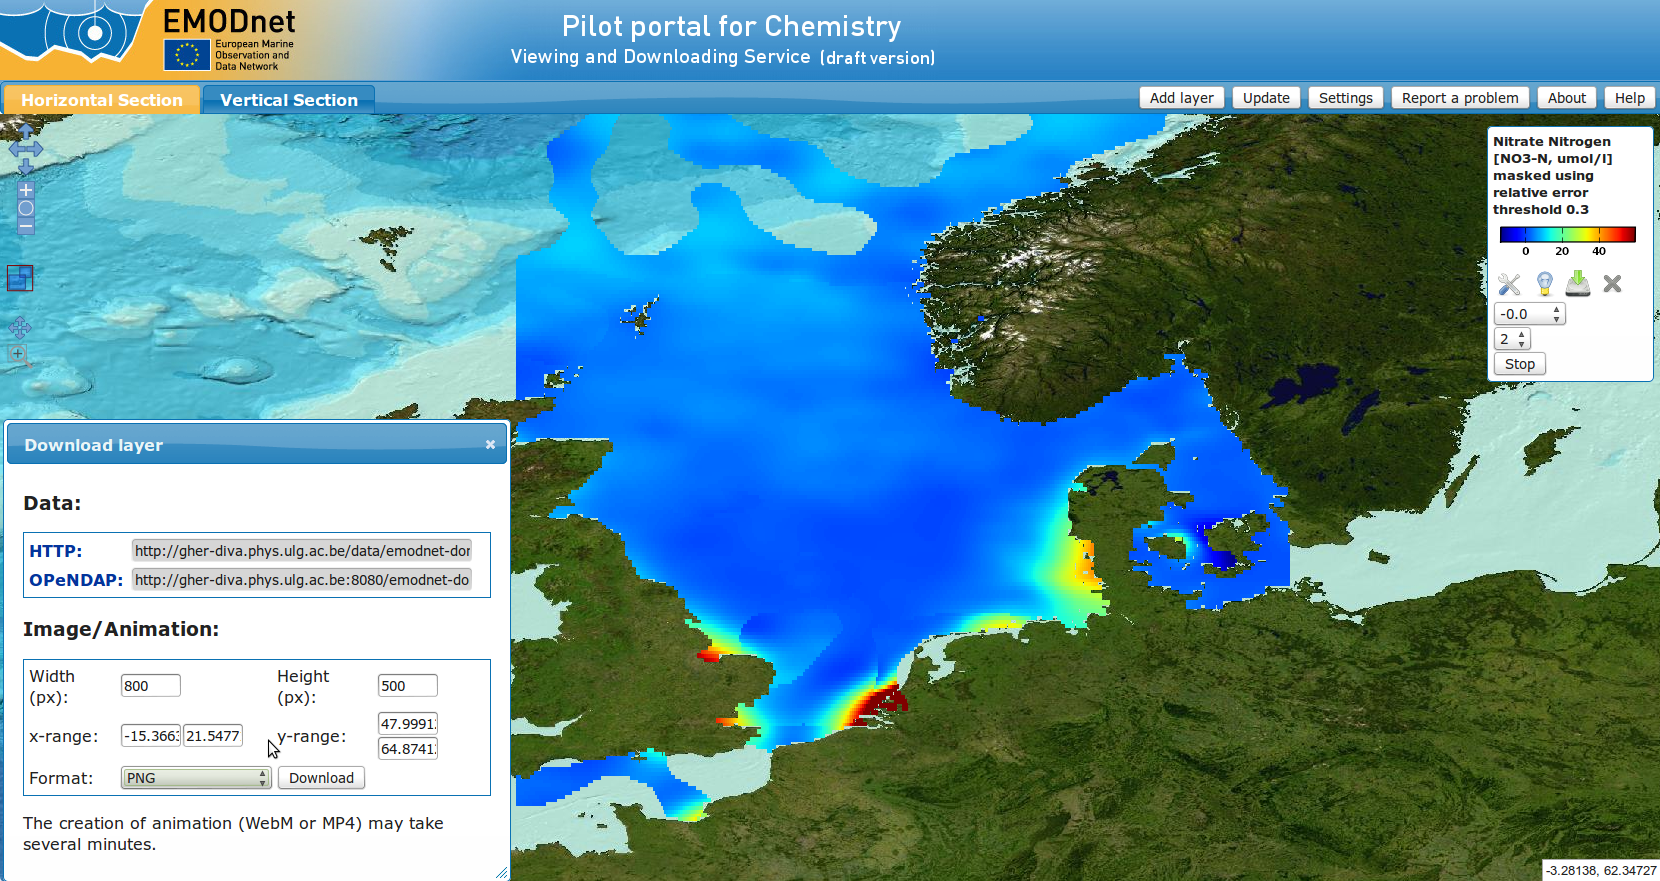 EMODnet
European Marine
Observation and
Data Network
Pilot portal for Chemistry
Viewing and Downloading Service (draft version)
Horizontal Section
Vertical Section
Add layer
Update
Settings
Report a problem
About
Help
Nitrate Nitrogen
[NO3-N, umol/l]
masked using
relative error
threshold 0.3
0 20 40
-0.0
2
Stop
Download layer
Data:
HTTP: http://gher-diva.phys.ulg.ac.be/data/emodnet-dor
OPeNDAP: http://gher-diva.phys.ulg.ac.be:8080/emodnet-do
Image/Animation:
Width
(px): 800
Height
(px): 500
x-range: -15.366 21.5477
y-range: 47.9991
64.8741
Format: PNG Download
The creation of animation (WebM or MP4) may take
several minutes.
-3.28138, 62.34727